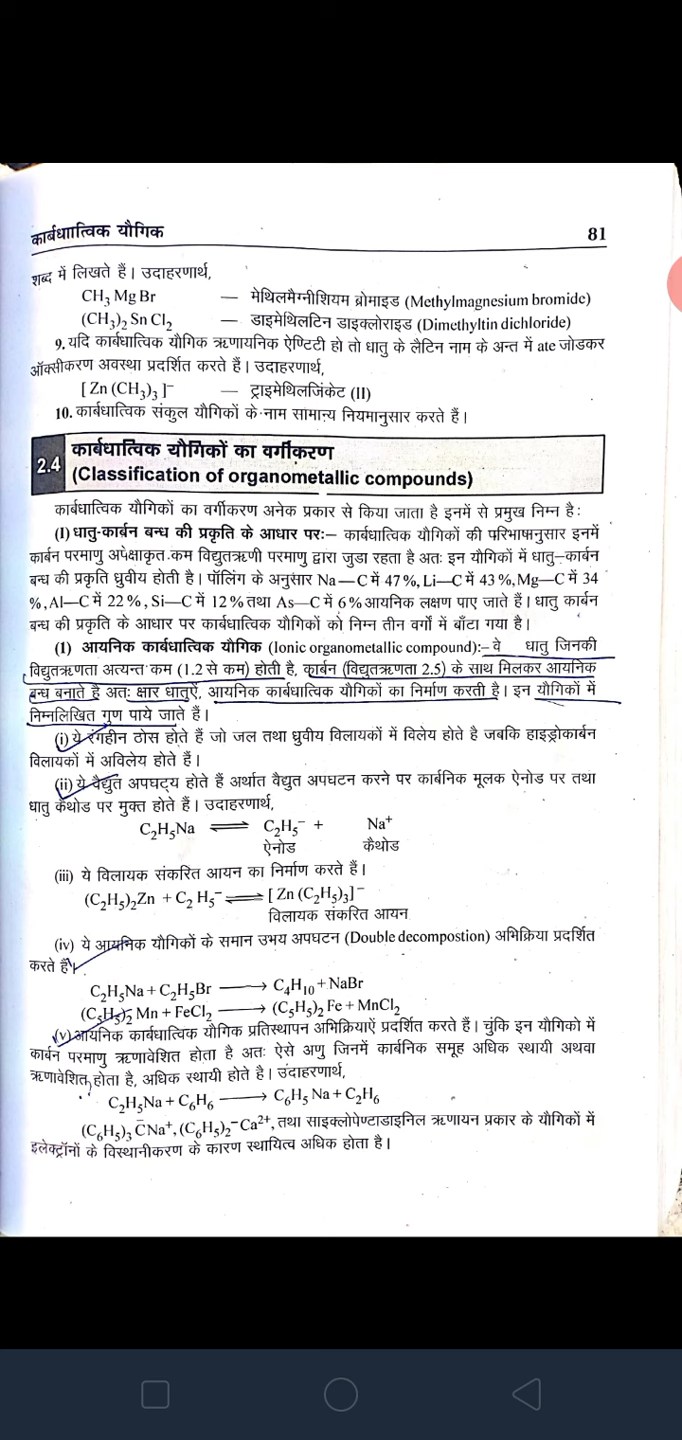 कार्बधाात्विक यौगिक 81
शब्द में लिखते हैं। उदाहरणार्थ,
CH₃ Mg Br — मेथिलमैग्नीशियम ब्रोमाइड (Methylmagnesium bromide)
(CH₃)₂ Sn Cl₂ — डाइमेथिलटिन डाइक्लोराइड (Dimethyltin dichloride)
9. यदि कार्बधात्विक यौगिक ऋणायनिक ऐण्टिटी हो तो धातु के लैटिन नाम के अन्त में ate जोडकर
ऑक्सीकरण अवस्था प्रदर्शित करते हैं। उदाहरणार्थ,
[ Zn (CH₃)₃ ]⁻ — ट्राइमेथिलजिंकेट (II)
10. कार्बधात्विक संकुल यौगिकों के नाम सामान्य नियमानुसार करते हैं।
2.4 कार्बधात्विक यौगिकों का वर्गीकरण
(Classification of organometallic compounds)
कार्बधात्विक यौगिकों का वर्गीकरण अनेक प्रकार से किया जाता है इनमें से प्रमुख निम्न है :
(I) धातु-कार्बन बन्ध की प्रकृति के आधार परः– कार्बधात्विक यौगिकों की परिभाषानुसार इनमें
कार्बन परमाणु अपेक्षाकृत कम विद्युतऋणी परमाणु द्वारा जुडा रहता है अतः इन यौगिकों में धातु–कार्बन
बन्ध की प्रकृति ध्रुवीय होती है। पॉलिंग के अनुसार Na—C में 47 %, Li—C में 43 %, Mg—C में 34
%, Al—C में 22 %, Si—C में 12 % तथा As—C में 6 % आयनिक लक्षण पाए जाते हैं। धातु कार्बन
बन्ध की प्रकृति के आधार पर कार्बधात्विक यौगिकों को निम्न तीन वर्गो में बाँटा गया है।
(1) आयनिक कार्बधात्विक यौगिक (Ionic organometallic compound):– वे धातु जिनकी
विद्युतऋणता अत्यन्त कम (1.2 से कम) होती है, कार्बन (विद्युतऋणता 2.5) के साथ मिलकर आयनिक
बन्ध बनाते है अतः क्षार धातुऐं, आयनिक कार्बधात्विक यौगिकों का निर्माण करती है। इन यौगिकों में
निम्नलिखित गुण पाये जाते हैं।
(i) ये रंगहीन ठोस होते हैं जो जल तथा ध्रुवीय विलायकों में विलेय होते है जबकि हाइड्रोकार्बन
विलायकों में अविलेय होते हैं।
(ii) ये वैद्युत अपघट्य होते हैं अर्थात वैद्युत अपघटन करने पर कार्बनिक मूलक ऐनोड पर तथा
धातु कैथोड पर मुक्त होते हैं। उदाहरणार्थ,
C₂H₅Na ⇌ C₂H₅⁻ + Na⁺
ऐनोड कैथोड
(iii) ये विलायक संकरित आयन का निर्माण करते हैं।
(C₂H₅)₂Zn + C₂ H₅⁻ ⇌ [ Zn (C₂H₅)₃]⁻
विलायक संकरित आयन
(iv) ये आयनिक यौगिकों के समान उभय अपघटन (Double decompostion) अभिक्रिया प्रदर्शित
करते हैं।
C₂H₅Na + C₂H₅Br ⟶ C₄H₁₀ + NaBr
(C₅H₅)₂ Mn + FeCl₂ ⟶ (C₅H₅)₂ Fe + MnCl₂
(v) आयनिक कार्बधात्विक यौगिक प्रतिस्थापन अभिक्रियाऐं प्रदर्शित करते हैं। चुंकि इन यौगिको में
कार्बन परमाणु ऋणावेशित होता है अतः ऐसे अणु जिनमें कार्बनिक समूह अधिक स्थायी अथवा
ऋणावेशित होता है, अधिक स्थायी होते है। उदाहरणार्थ,
C₂H₅Na + C₆H₆ ⟶ C₆H₅ Na + C₂H₆
(C₆H₅)₃ C̄Na⁺, (C₆H₅)₂⁻Ca²⁺, तथा साइक्लोपेण्टाडाइनिल ऋणायन प्रकार के यौगिकों में
इलेक्ट्रॉनों के विस्थानीकरण के कारण स्थायित्व अधिक होता है।